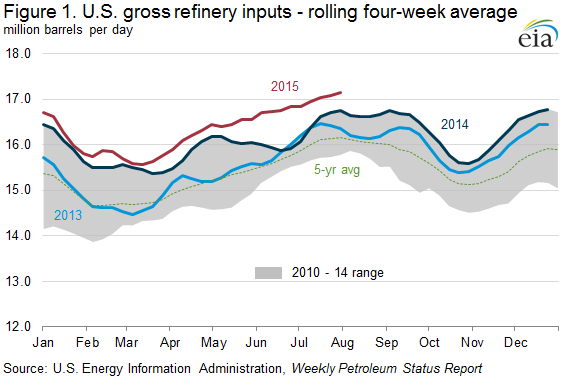 Figure 1. U.S. gross refinery inputs - rolling four-week average
million barrels per day
eia
18.0
17.0
16.0
15.0
14.0
13.0
12.0
2015
2014
5-yr avg
2013
2010 - 14 range
Jan Feb Mar Apr May Jun Jul Aug Sep Oct Nov Dec
Source: U.S. Energy Information Administration, Weekly Petroleum Status Report